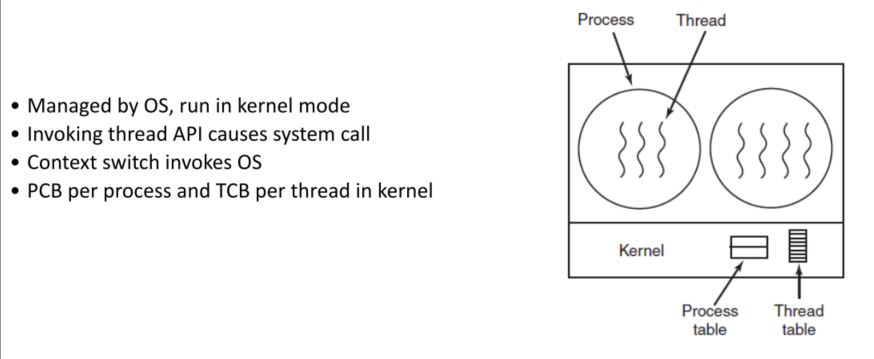 • Managed by OS, run in kernel mode
• Invoking thread API causes system call
• Context switch invokes OS
• PCB per process and TCB per thread in kernel
Process
Thread
Kernel
Process
table
Thread
table